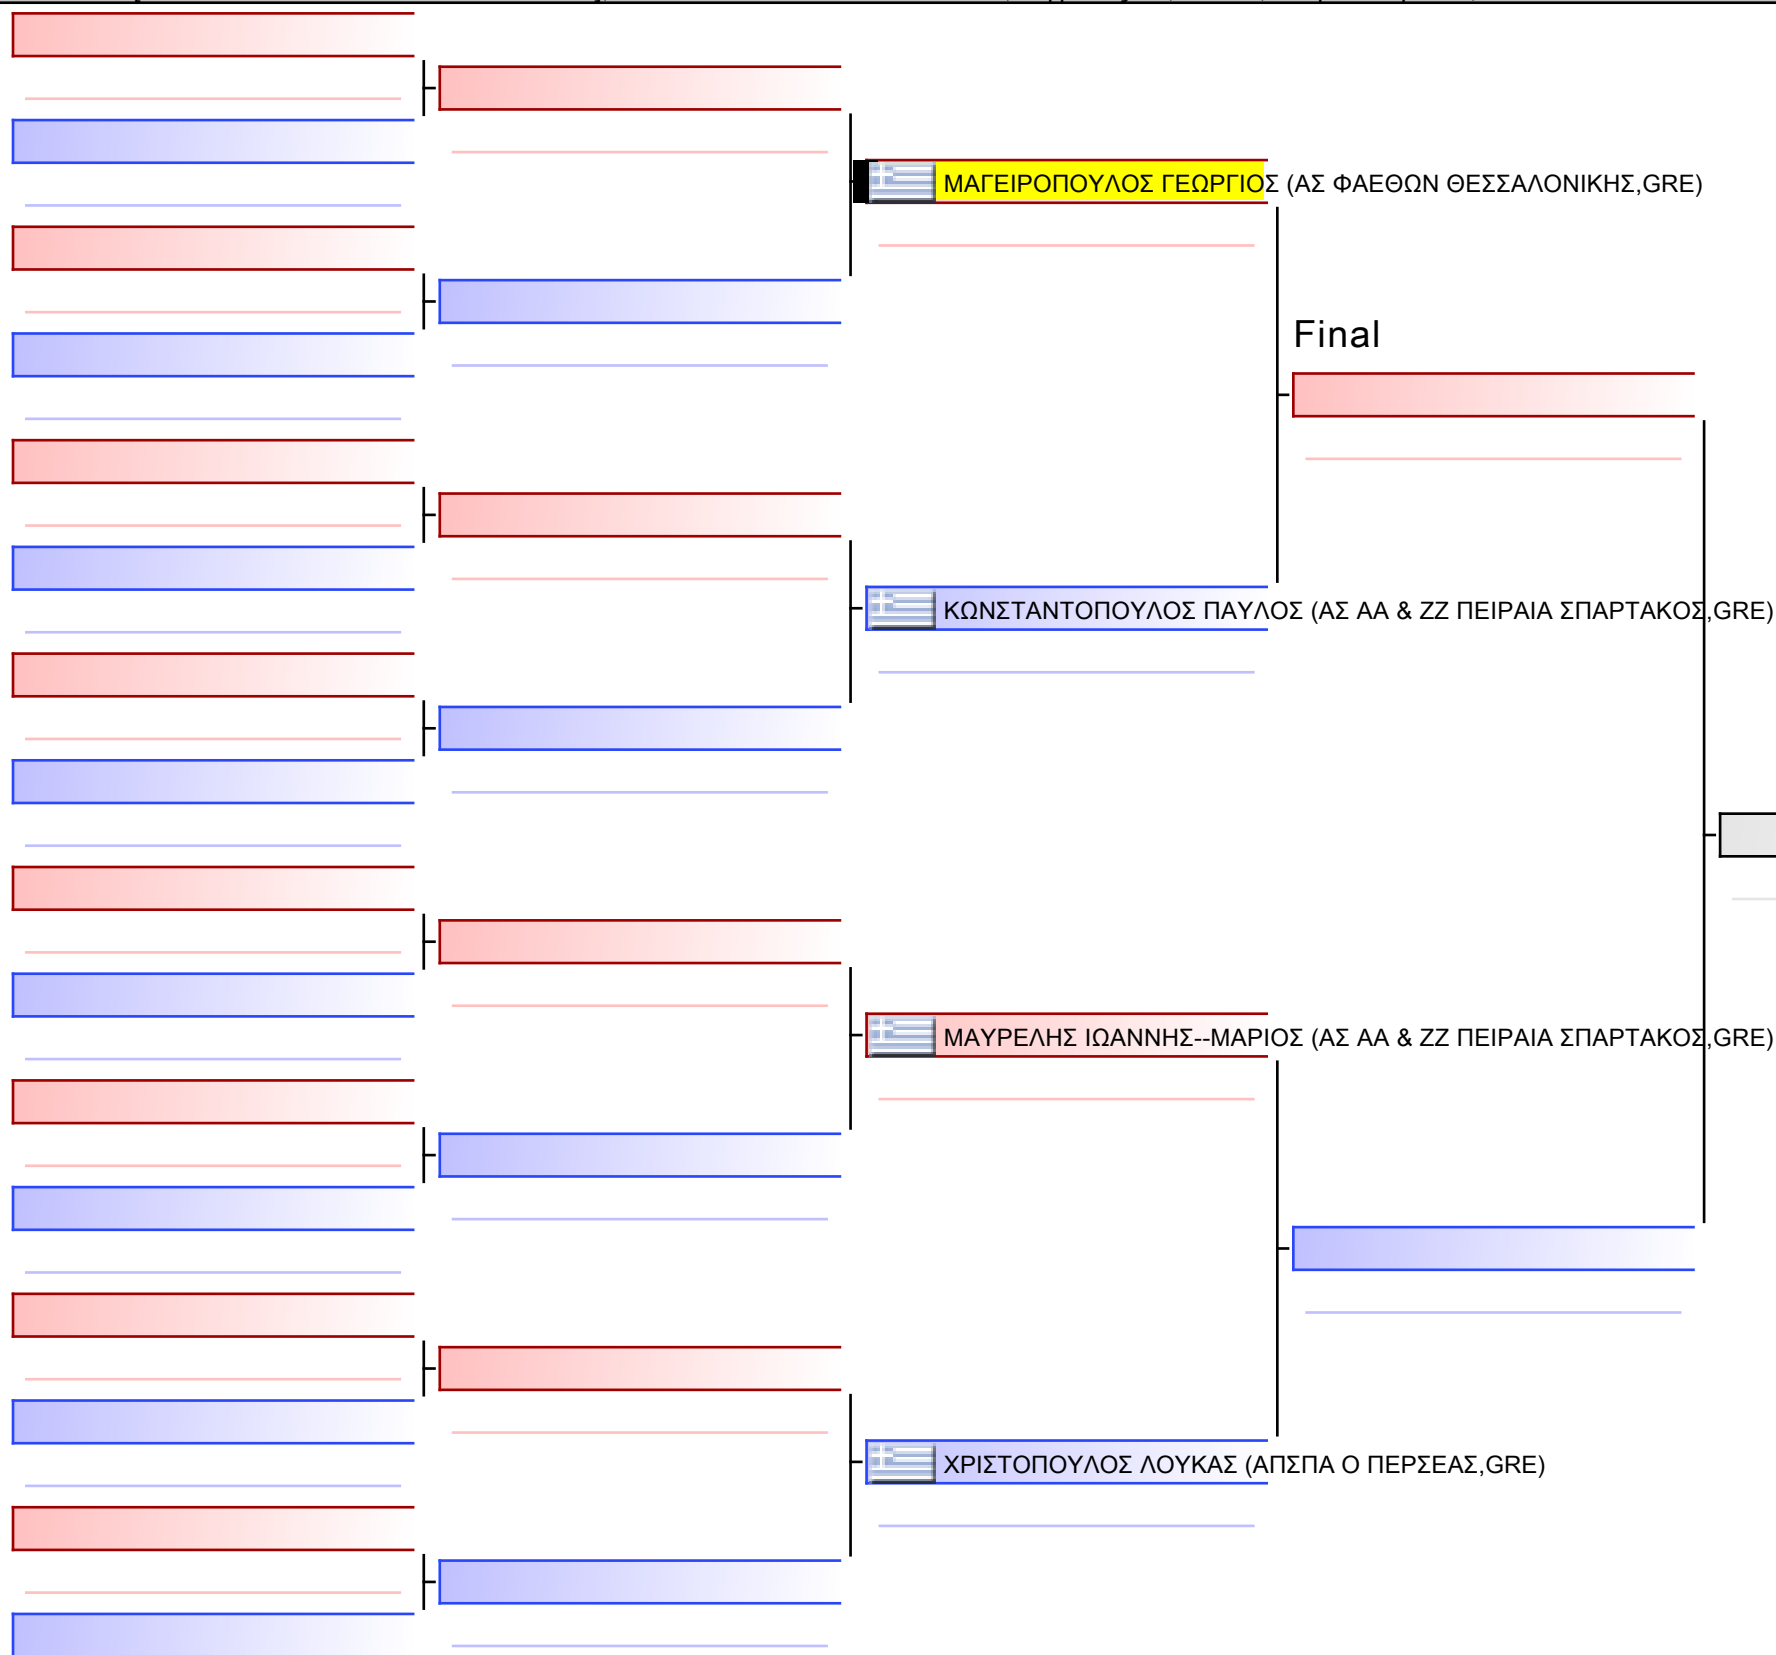 ΜΑΓΕΙΡΟΠΟΥΛΟΣ ΓΕΩΡΓΙΟΣ (ΑΣ ΦΑΕΘΩΝ ΘΕΣΣΑΛΟΝΙΚΗΣ,GRE)
Final
ΚΩΝΣΤΑΝΤΟΠΟΥΛΟΣ ΠΑΥΛΟΣ (ΑΣ ΑΑ & ΖΖ ΠΕΙΡΑΙΑ ΣΠΑΡΤΑΚΟΣ,GRE)
ΜΑΥΡΕΛΗΣ ΙΩΑΝΝΗΣ--ΜΑΡΙΟΣ (ΑΣ ΑΑ & ΖΖ ΠΕΙΡΑΙΑ ΣΠΑΡΤΑΚΟΣ,GRE)
ΧΡΙΣΤΟΠΟΥΛΟΣ ΛΟΥΚΑΣ (ΑΠΣΠΑ Ο ΠΕΡΣΕΑΣ,GRE)